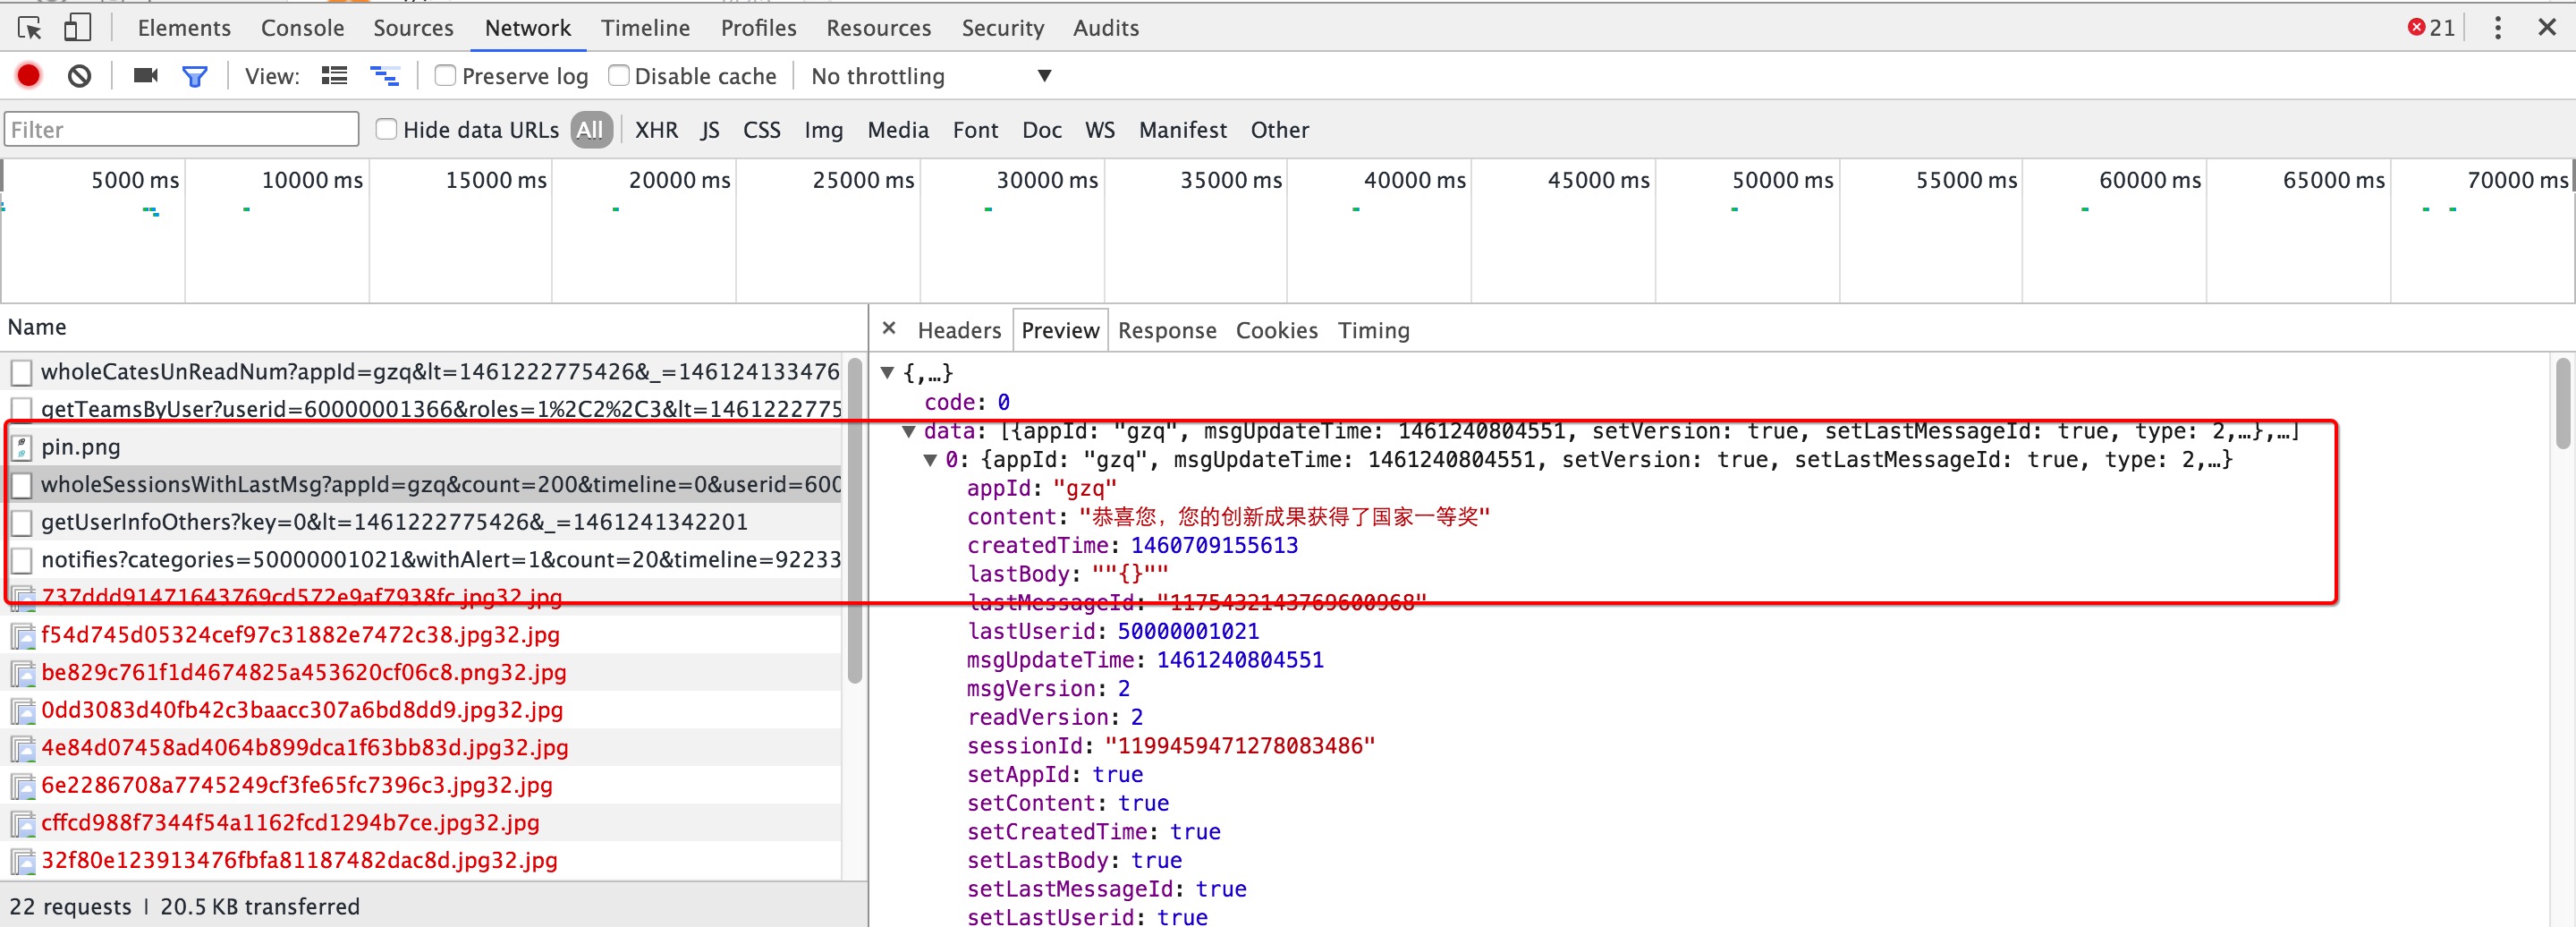 Elements Console Sources Network Timeline Profiles Resources Security Audits 21
View: Preserve log Disable cache No throttling
Filter Hide data URLs All XHR JS CSS Img Media Font Doc WS Manifest Other
5000 ms 10000 ms 15000 ms 20000 ms 25000 ms 30000 ms 35000 ms 40000 ms 45000 ms 50000 ms 55000 ms 60000 ms 65000 ms 70000 ms
Name
wholeCatesUnReadNum?appId=gzq&lt=1461222775426&_=146124133476
getTeamsByUser?userid=60000001366&roles=1%2C2%2C3&lt=1461222775
pin.png
wholeSessionsWithLastMsg?appId=gzq&count=200&timeline=0&userid=600
getUserInfoOthers?key=0&lt=1461222775426&_=1461241342201
notifies?categories=50000001021&withAlert=1&count=20&timeline=92233
737ddd91471643769cd572e9af7938fc.jpg32.jpg
f54d745d05324cef97c31882e7472c38.jpg32.jpg
be829c761f1d4674825a453620cf06c8.png32.jpg
0dd3083d40fb42c3baacc307a6bd8dd9.jpg32.jpg
4e84d07458ad4064b899dca1f63bb83d.jpg32.jpg
6e2286708a7745249cf3fe65fc7396c3.jpg32.jpg
cffcd988f7344f54a1162fcd1294b7ce.jpg32.jpg
32f80e123913476fbfa81187482dac8d.jpg32.jpg
22 requests | 20.5 KB transferred
Headers Preview Response Cookies Timing
{,…}
code: 0
data: [{appId: "gzq", msgUpdateTime: 1461240804551, setVersion: true, setLastMessageId: true, type: 2,…},…]
0: {appId: "gzq", msgUpdateTime: 1461240804551, setVersion: true, setLastMessageId: true, type: 2,…}
appId: "gzq"
content: "恭喜您，您的创新成果获得了国家一等奖"
createdTime: 1460709155613
lastBody: ""{}""
lastMessageId: "1175432143769600968"
lastUserid: 50000001021
msgUpdateTime: 1461240804551
msgVersion: 2
readVersion: 2
sessionId: "1199459471278083486"
setAppId: true
setContent: true
setCreatedTime: true
setLastBody: true
setLastMessageId: true
setLastUserid: true